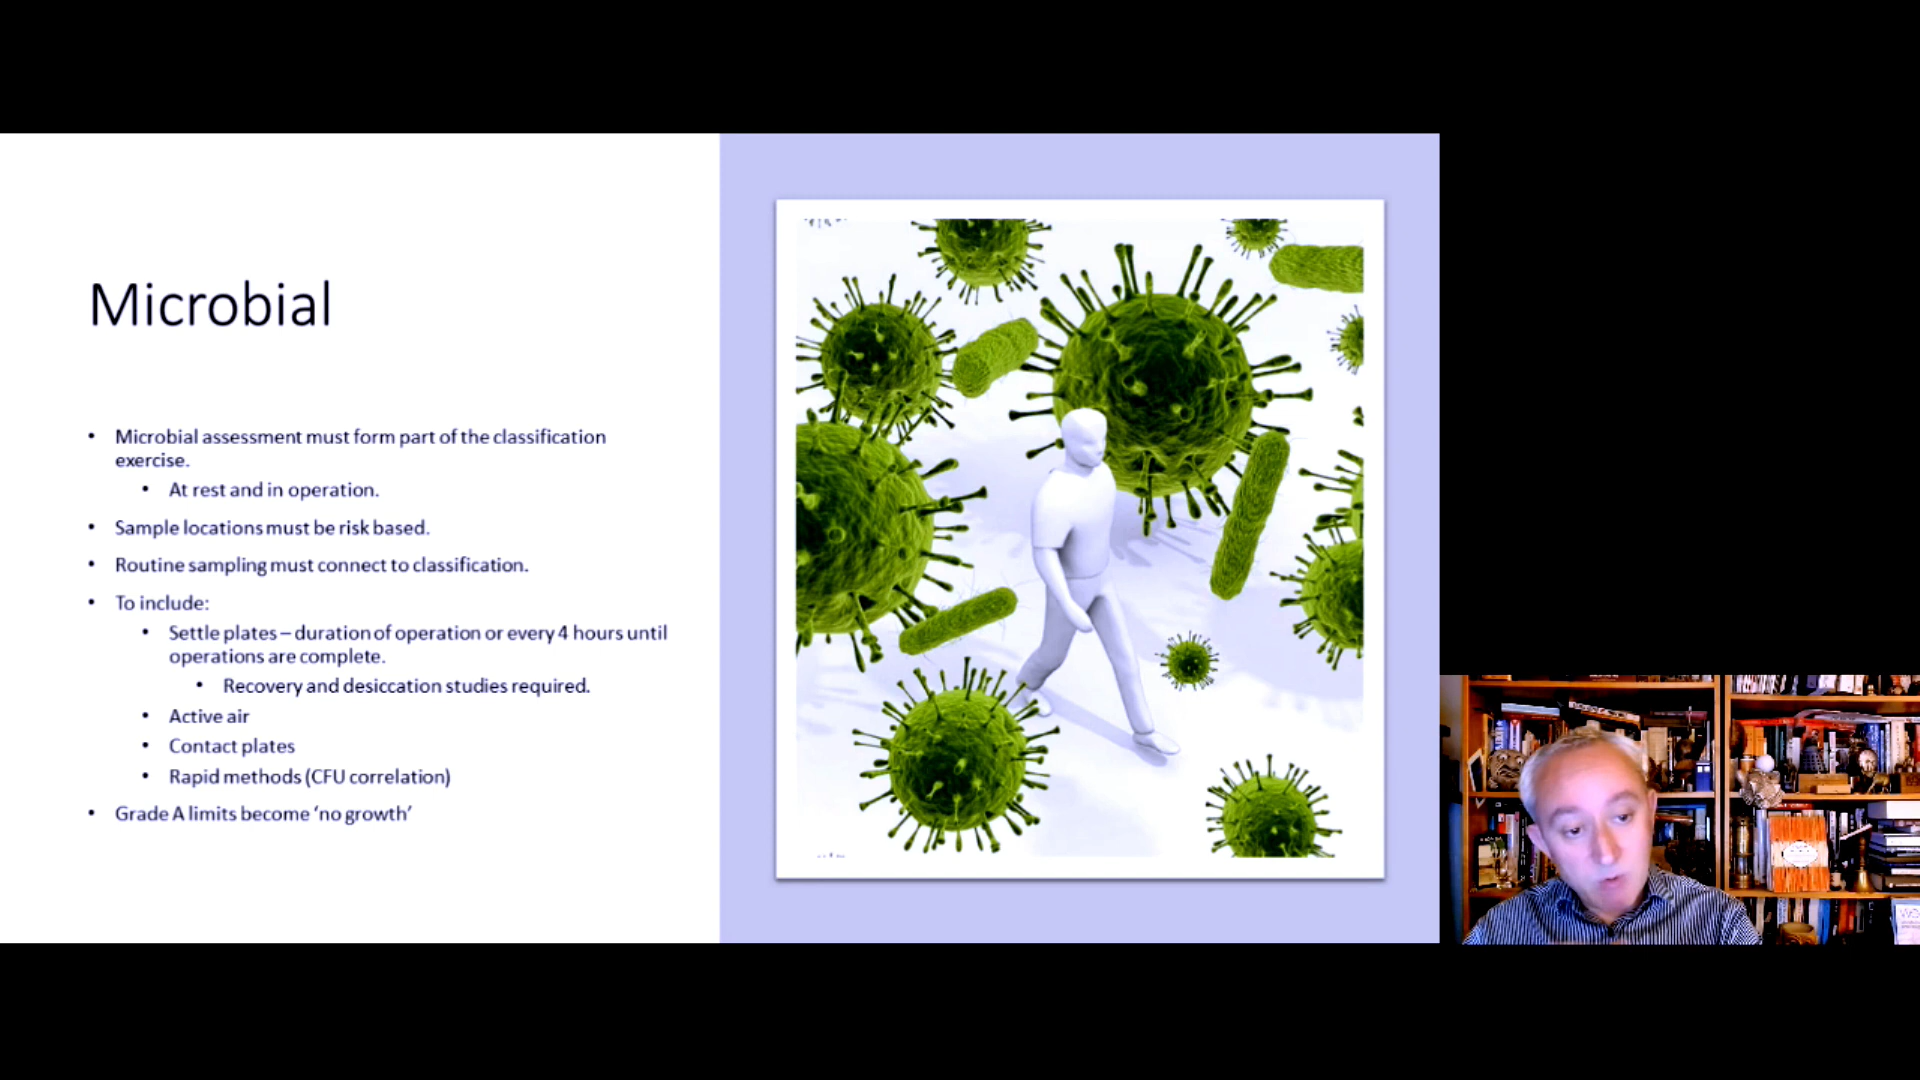 Microbial
• Microbial assessment must form part of the classification
exercise.
• At rest and in operation.
• Sample locations must be risk based.
• Routine sampling must connect to classification.
• To include:
• Settle plates – duration of operation or every 4 hours until
operations are complete.
• Recovery and desiccation studies required.
• Active air
• Contact plates
• Rapid methods (CFU correlation)
• Grade A limits become ‘no growth’